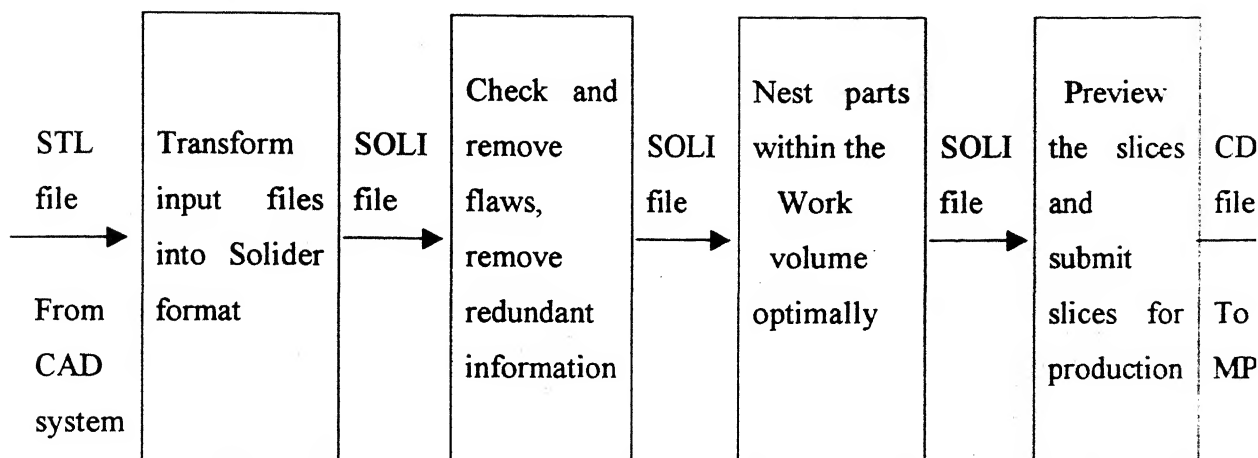 STL
file
From
CAD
system
Transform
input files
into Solider
format
SOLI
file
Check and
remove
flaws,
remove
redundant
information
SOLI
file
Nest parts
within the
Work
volume
optimally
SOLI
file
Preview
the slices
and
submit
slices for
production
CD
file
To
MP